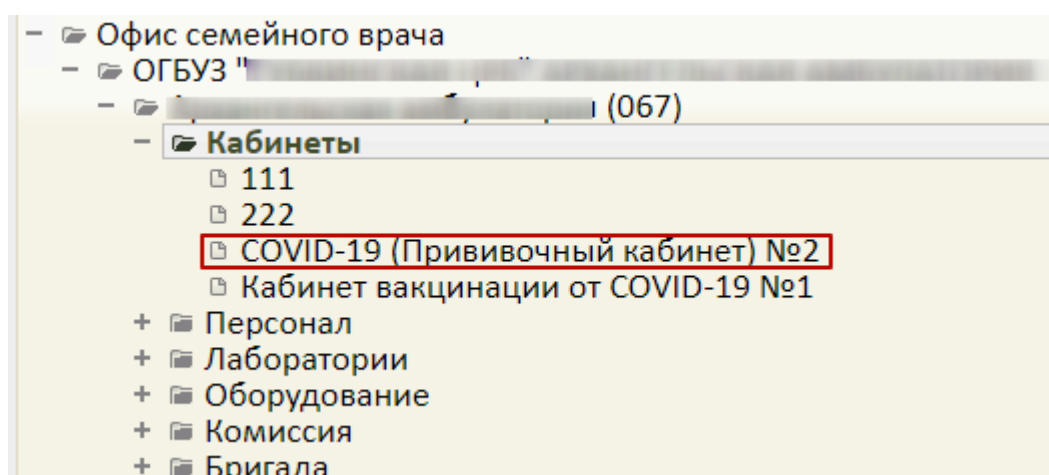 Офис семейного врача
ОГБУЗ "
(067)
Кабинеты
111
222
COVID-19 (Прививочный кабинет) №2
Кабинет вакцинации от COVID-19 №1
Персонал
Лаборатории
Оборудование
Комиссия
Бригада